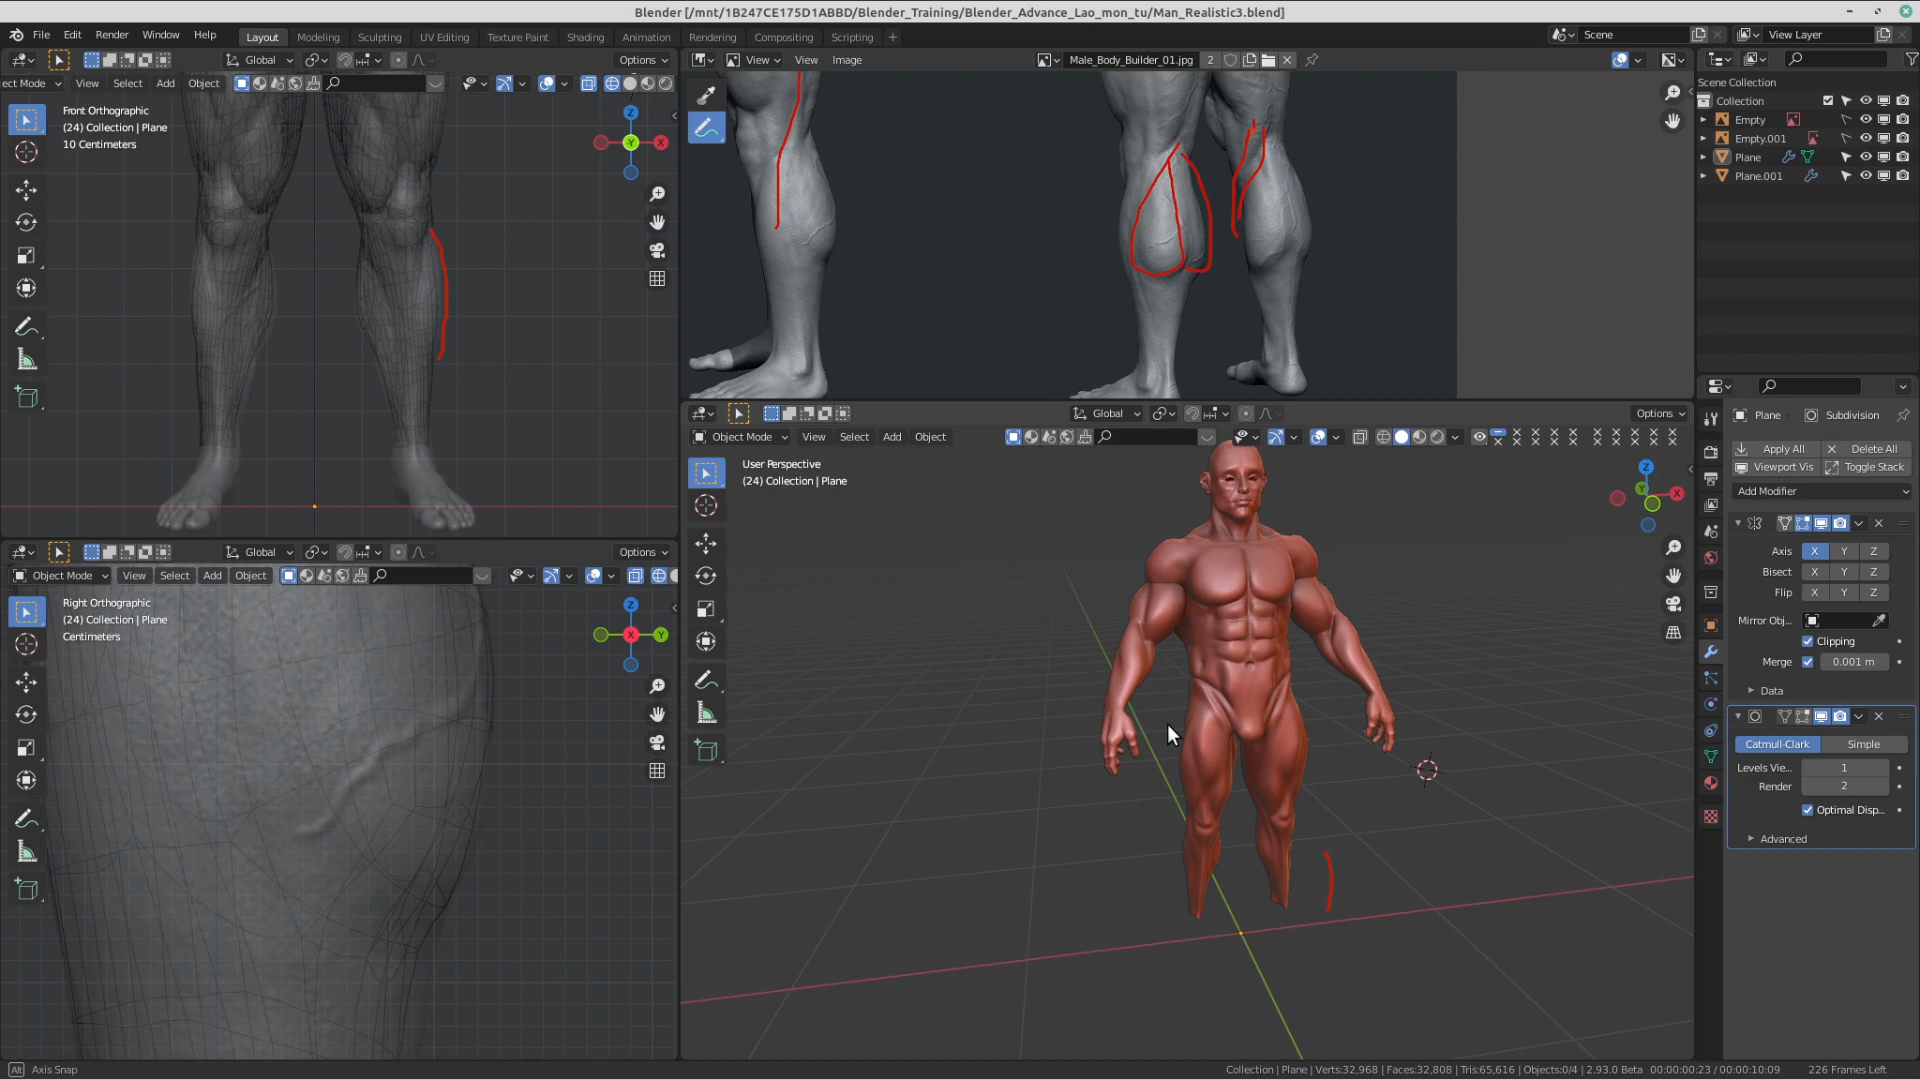 Blender [/mnt/1B247CE175D1ABBD/Blender_Training/Blender_Advance_Lao_mon_tu/Man_Realistic3.blend]
File Edit Render Window Help Layout Modeling Sculpting UV Editing Texture Paint Shading Animation Rendering Compositing Scripting + Scene View Layer
Global Options
ect Mode View Select Add Object
Front Orthographic
(24) Collection | Plane
10 Centimeters
Z
Y
X
View View Image Male_Body_Builder_01.jpg 2
Scene Collection
Collection
Empty
Empty.001
Plane
Plane.001
Global Options
Object Mode View Select Add Object
Right Orthographic
(24) Collection | Plane
Centimeters
Z
X
Y
Global Options
Object Mode View Select Add Object
User Perspective
(24) Collection | Plane
Z
Y
X
Plane Subdivision
Apply All Delete All
Viewport Vis Toggle Stack
Add Modifier
Axis X Y Z
Bisect X Y Z
Flip X Y Z
Mirror Obj...
Clipping
Merge 0.001 m
Data
Catmull-Clark Simple
Levels Vie... 1
Render 2
Optimal Disp...
Advanced
Alt Axis Snap
Collection | Plane | Verts:32,968 | Faces:32,808 | Tris:65,616 | Objects:0/4 | 2.93.0 Beta 00:00:00:23 / 00:00:10:09 226 Frames Left